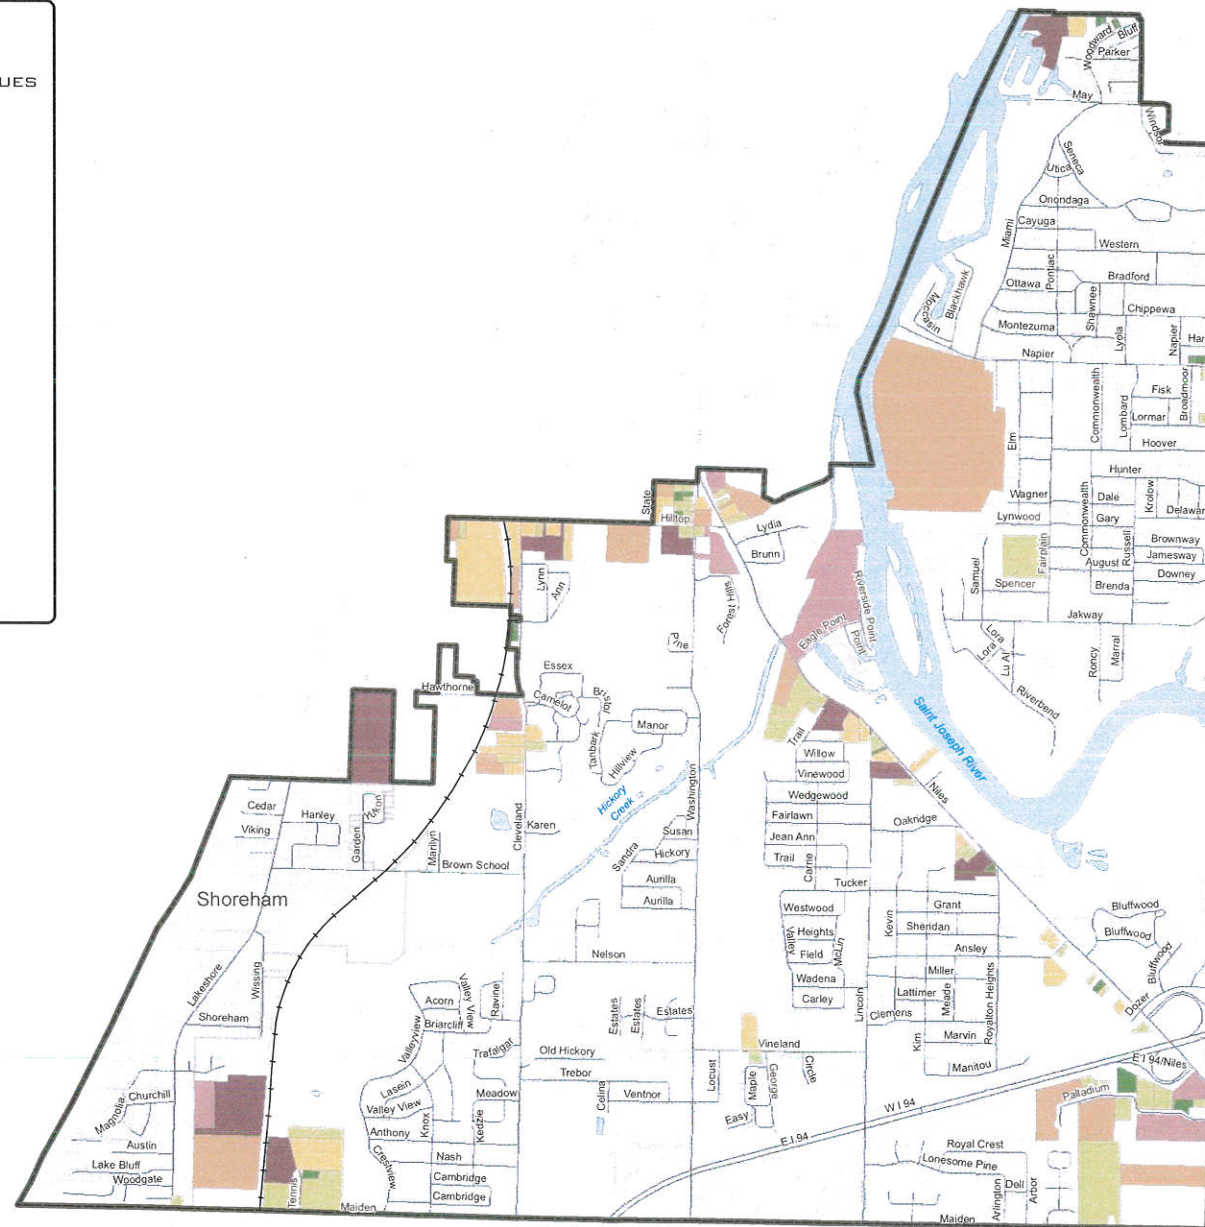 UES
Woodward
Bluff
Parker
May
Windsor
Seneca
Utica
Onondaga
Miami
Cayuga
Western
Pontiac
Bradford
Ottawa
Blackhawk
Moccasin
Shawnee
Chippewa
Montezuma
Lyola
Napier
Har
Napier
Commonwealth
Lombard
Fisk
Broadmoor
Lormar
Elm
Hoover
Hunter
State
Wagner
Commonwealth
Dale
Krolow
Hilltop
Lynwood
Gary
Delawar
Lydia
Fairplain
Russell
Brownway
Brunn
Jamesway
August
Samuel
Downey
Lynn
Ann
Forest Hills
Riverside Point
Spencer
Brenda
Eagle Point
Point
Jakway
Pine
Lora
Lora
Lu Al
Roncy
Marral
Essex
Hawthorne
Camelot
Bristol
Riverbend
Saint Joseph River
Manor
Tanbark
Hillview
Trail
Willow
Vinewood
Washington
Niles
Hickory
Creek
Wedgewood
Cedar
Yukon
Hanley
Fairlawn
Oakridge
Viking
Garden
Marilyn
Cleveland
Karen
Susan
Jean Ann
Sandra
Hickory
Trail
Carrie
Brown School
Aurilla
Tucker
Shoreham
Aurilla
Westwood
Kevin
Grant
Bluffwood
Valley
Heights
McLin
Sheridan
Bluffwood
Nelson
Field
Ansley
Bluffwood
Lakeshore
Wissing
Valley View
Ravine
Wadena
Miller
Royalton Heights
Acorn
Estates
Estates
Estates
Carley
Lincoln
Lattimer
Meade
Shoreham
Briarcliff
Clemens
Dozer
Valleyview
Trafalgar
Old Hickory
Vineland
Kim
Marvin
Trebor
Locust
Circle
Manitou
E I 94/Niles
Lasein
Meadow
Celina
Ventnor
Maple
George
Palladium
Magnolia
Churchill
Valley View
Knox
Kedzie
Easy
W I 94
Anthony
E I 94
Austin
Crestview
Nash
Royal Crest
Lake Bluff
Cambridge
Lonesome Pine
Woodgate
Tennis
Cambridge
Arlington
Dell
Arbor
Maiden
Maiden